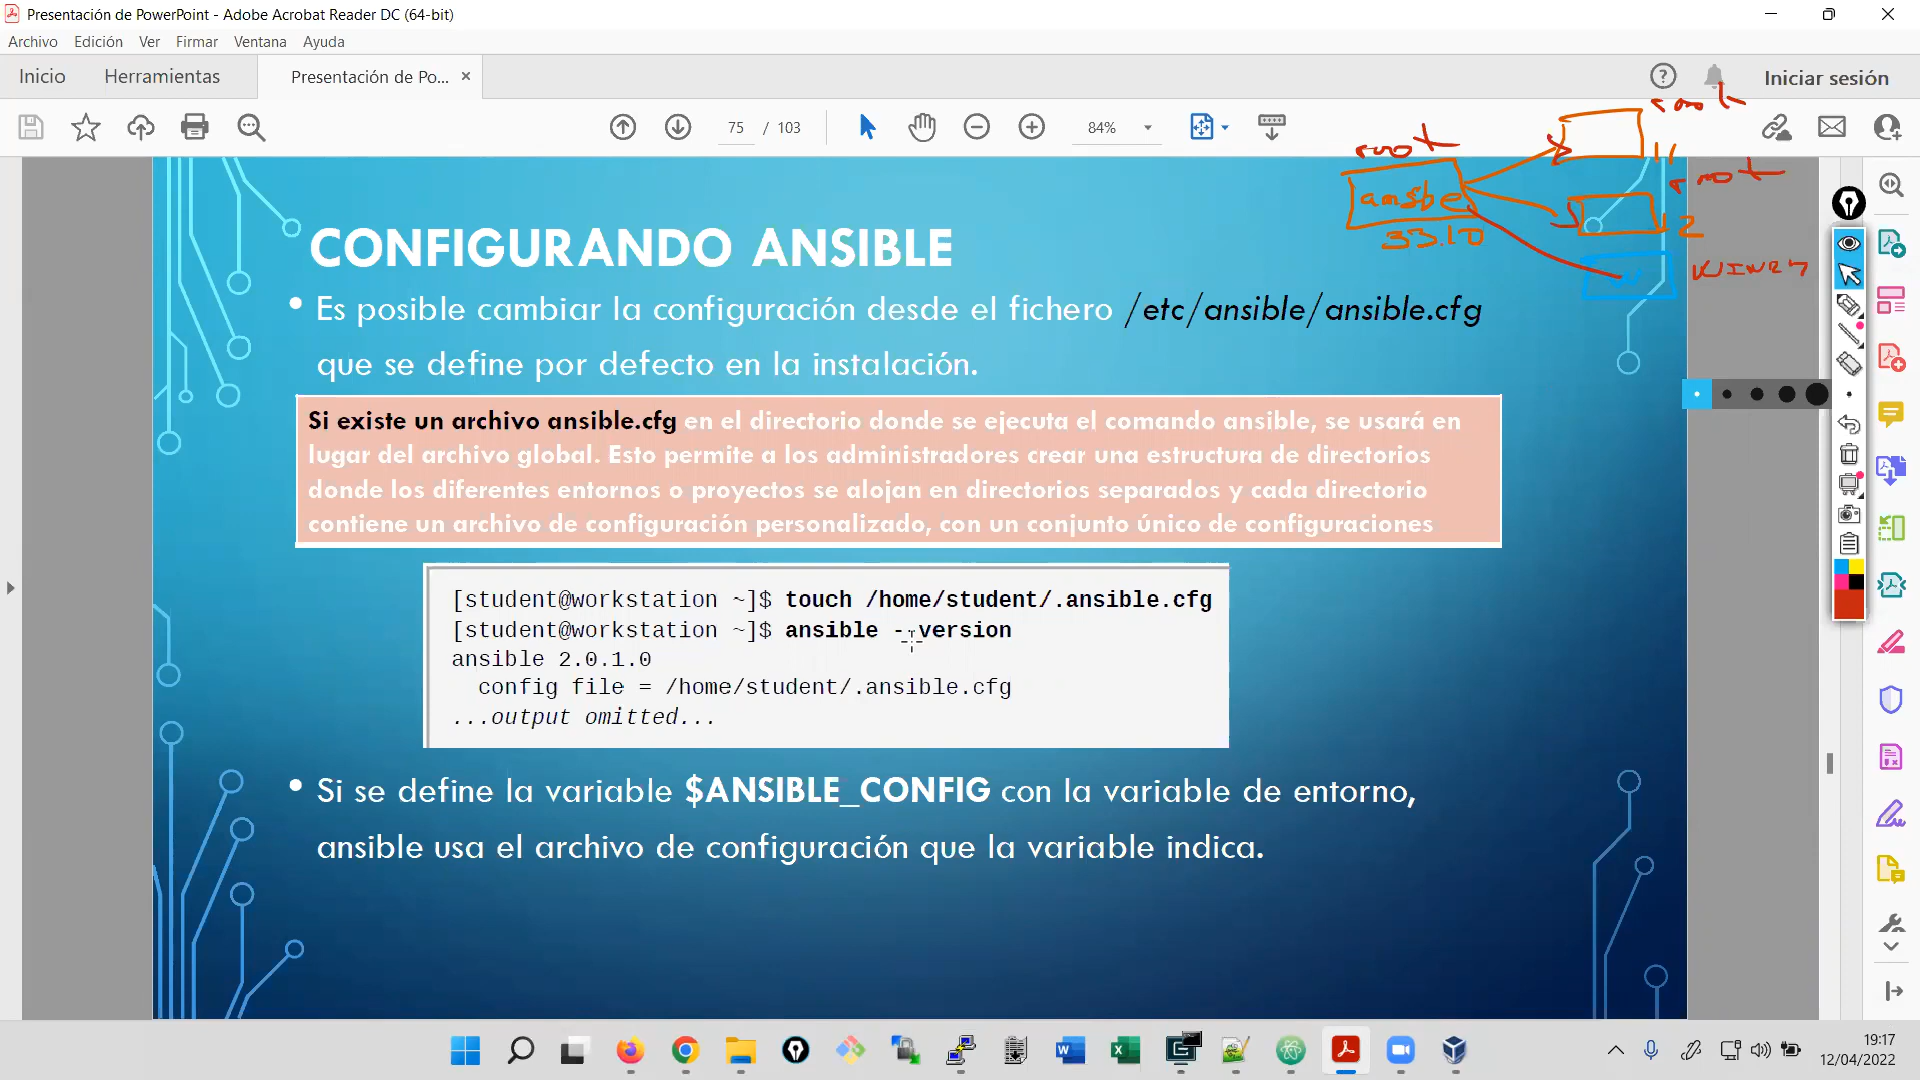 Presentación de PowerPoint - Adobe Acrobat Reader DC (64-bit)
Archivo Edición Ver Firmar Ventana Ayuda
Inicio Herramientas Presentación de Po... × Iniciar sesión
75 / 103 84%
root
root
ansbe
11
root
33.10
12
W
CONFIGURANDO ANSIBLE
• Es posible cambiar la configuración desde el fichero /etc/ansible/ansible.cfg
que se define por defecto en la instalación.
Si existe un archivo ansible.cfg en el directorio donde se ejecuta el comando ansible, se usará en
lugar del archivo global. Esto permite a los administradores crear una estructura de directorios
donde los diferentes entornos o proyectos se alojan en directorios separados y cada directorio
contiene un archivo de configuración personalizado, con un conjunto único de configuraciones
[student@workstation ~]$ touch /home/student/.ansible.cfg
[student@workstation ~]$ ansible --version
ansible 2.0.1.0
config file = /home/student/.ansible.cfg
...output omitted...
• Si se define la variable $ANSIBLE_CONFIG con la variable de entorno,
ansible usa el archivo de configuración que la variable indica.
19:17
12/04/2022